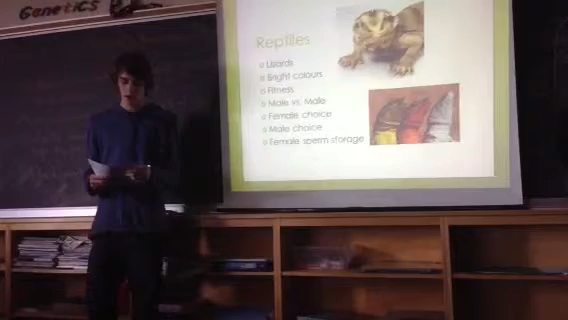 Genetics
Reptiles
Lizards
Bright colours
Fitness
Male vs. Male
Female choice
Male choice
Female sperm storage